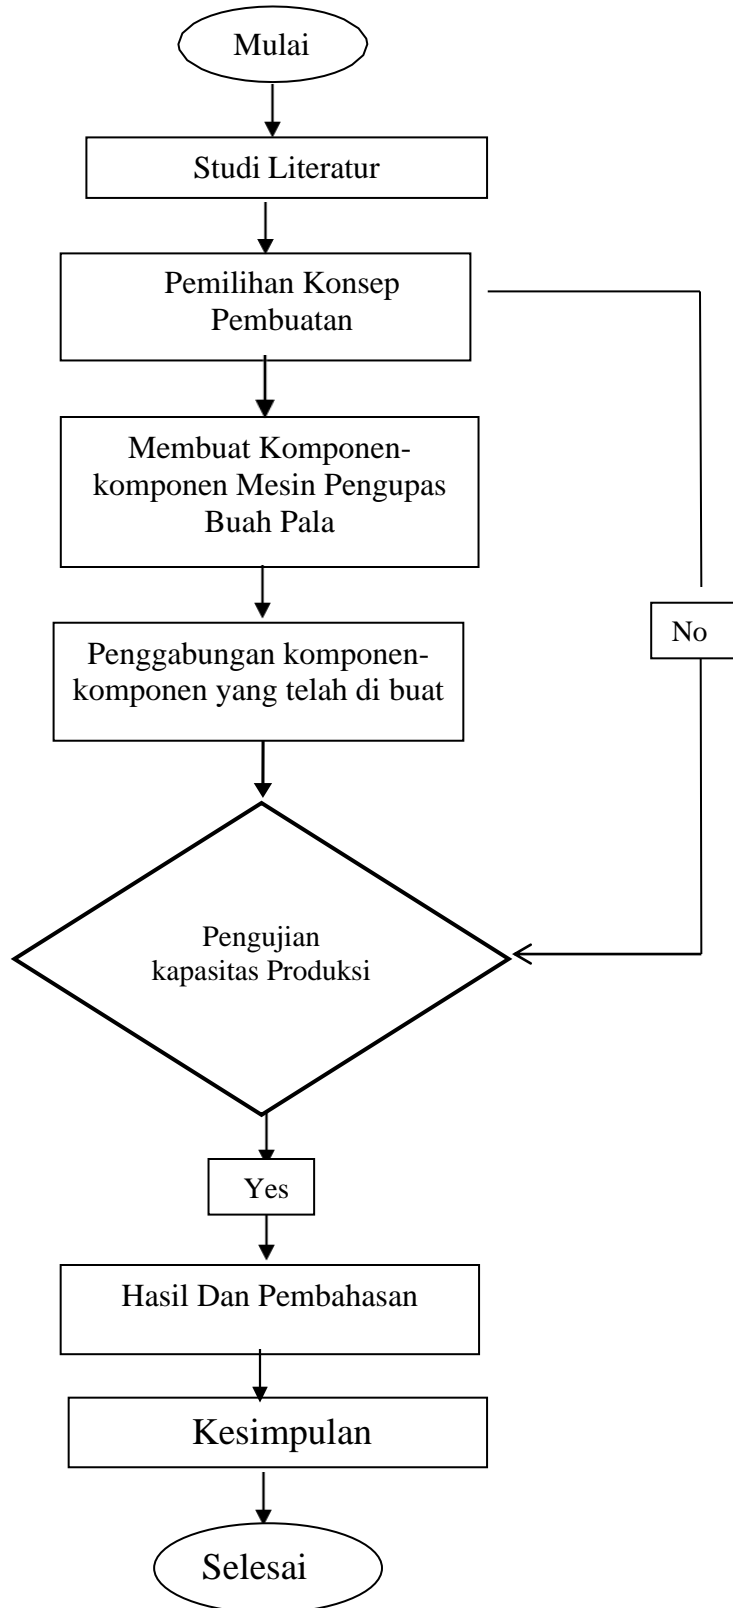 Mulai
Studi Literatur
Pemilihan Konsep
Pembuatan
Membuat Komponen-
komponen Mesin Pengupas
Buah Pala
Penggabungan komponen-
komponen yang telah di buat
No
Pengujian
kapasitas Produksi
Yes
Hasil Dan Pembahasan
Kesimpulan
Selesai